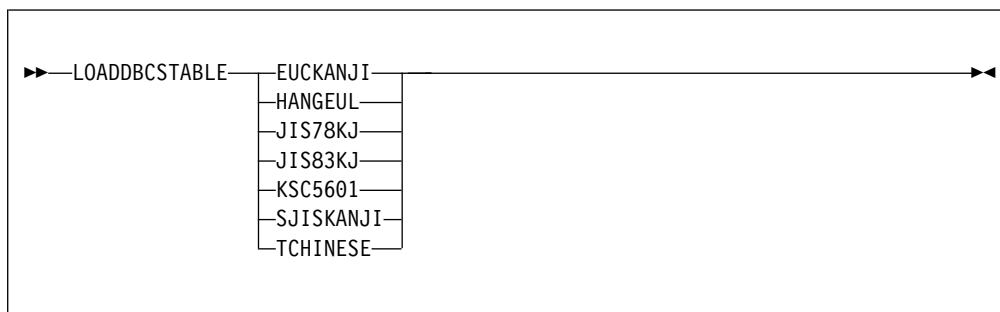 LOADDBCSTABLE EUCKANJI
HANGEUL
JIS78KJ
JIS83KJ
KSC5601
SJISKANJI
TCHINESE